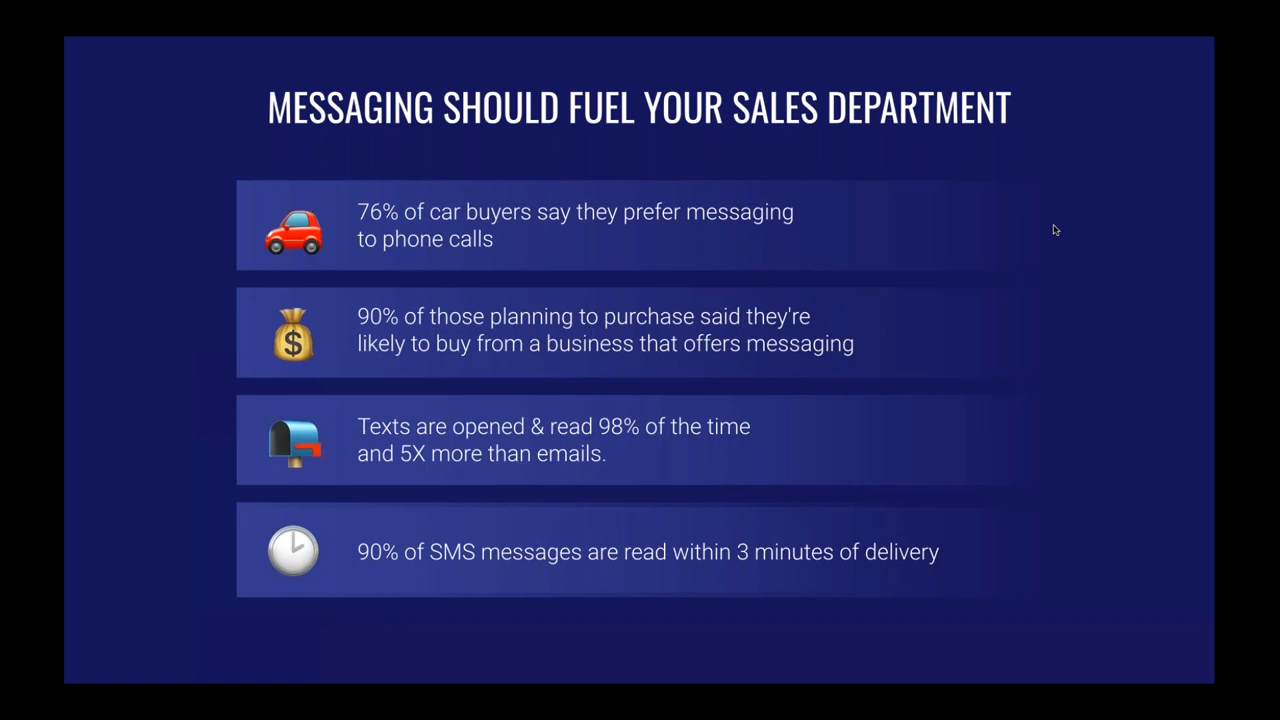 MESSAGING SHOULD FUEL YOUR SALES DEPARTMENT
76% of car buyers say they prefer messaging
to phone calls
90% of those planning to purchase said they're
likely to buy from a business that offers messaging
Texts are opened & read 98% of the time
and 5X more than emails.
90% of SMS messages are read within 3 minutes of delivery